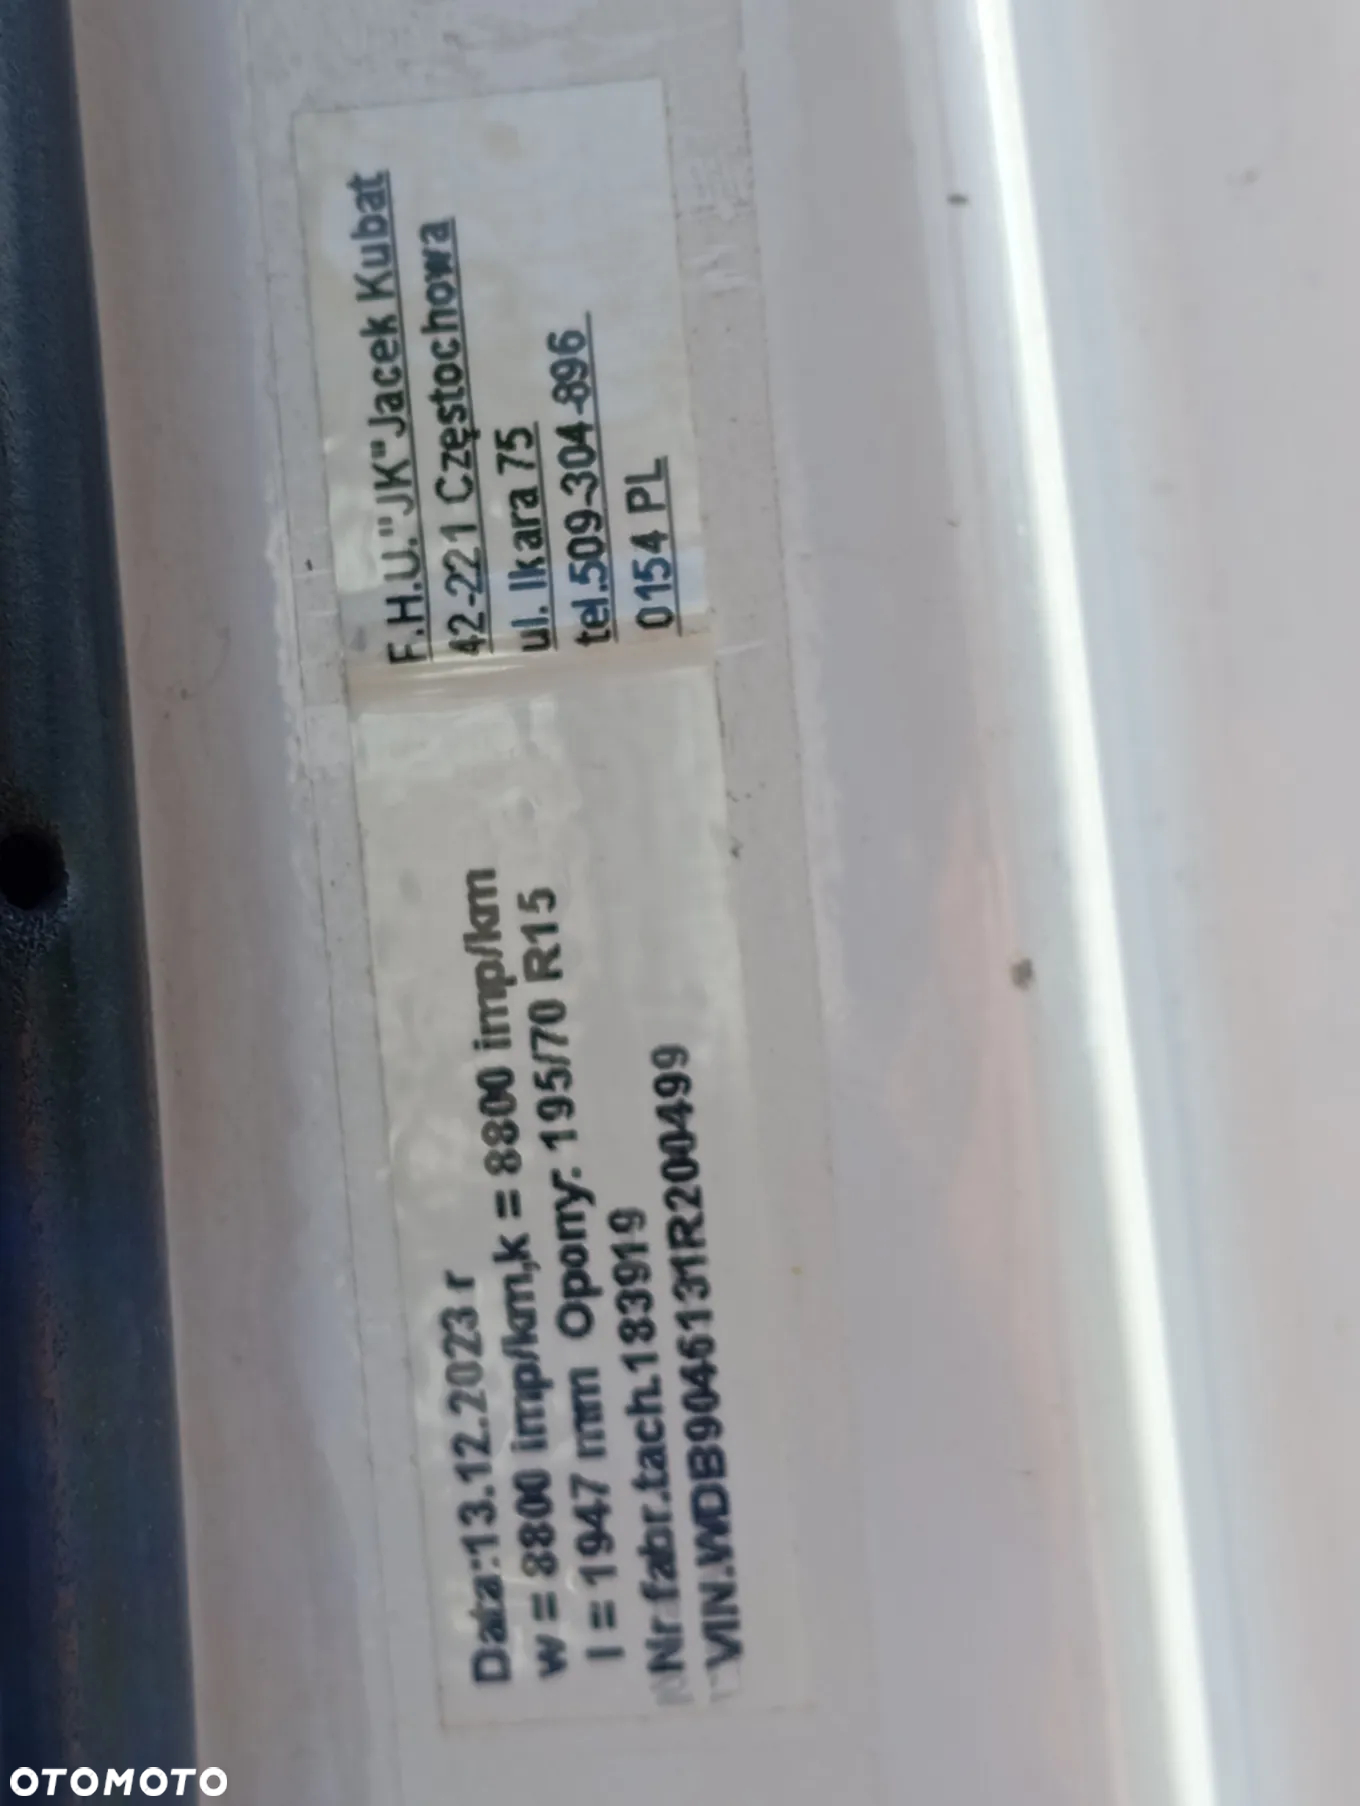 F.H.U."JK"Jacek Kubat
42-221 Częstochowa
ul. Ikara 75
tel.509-304-896
0154 PL
Data:13.12.2023 r
w = 8800 imp/km,k = 8800 imp/km
l = 1947 mm Opony: 195/70 R15
Nr fabr.tach.183919
VIN.WDB9046131R200499
OTOMOTO